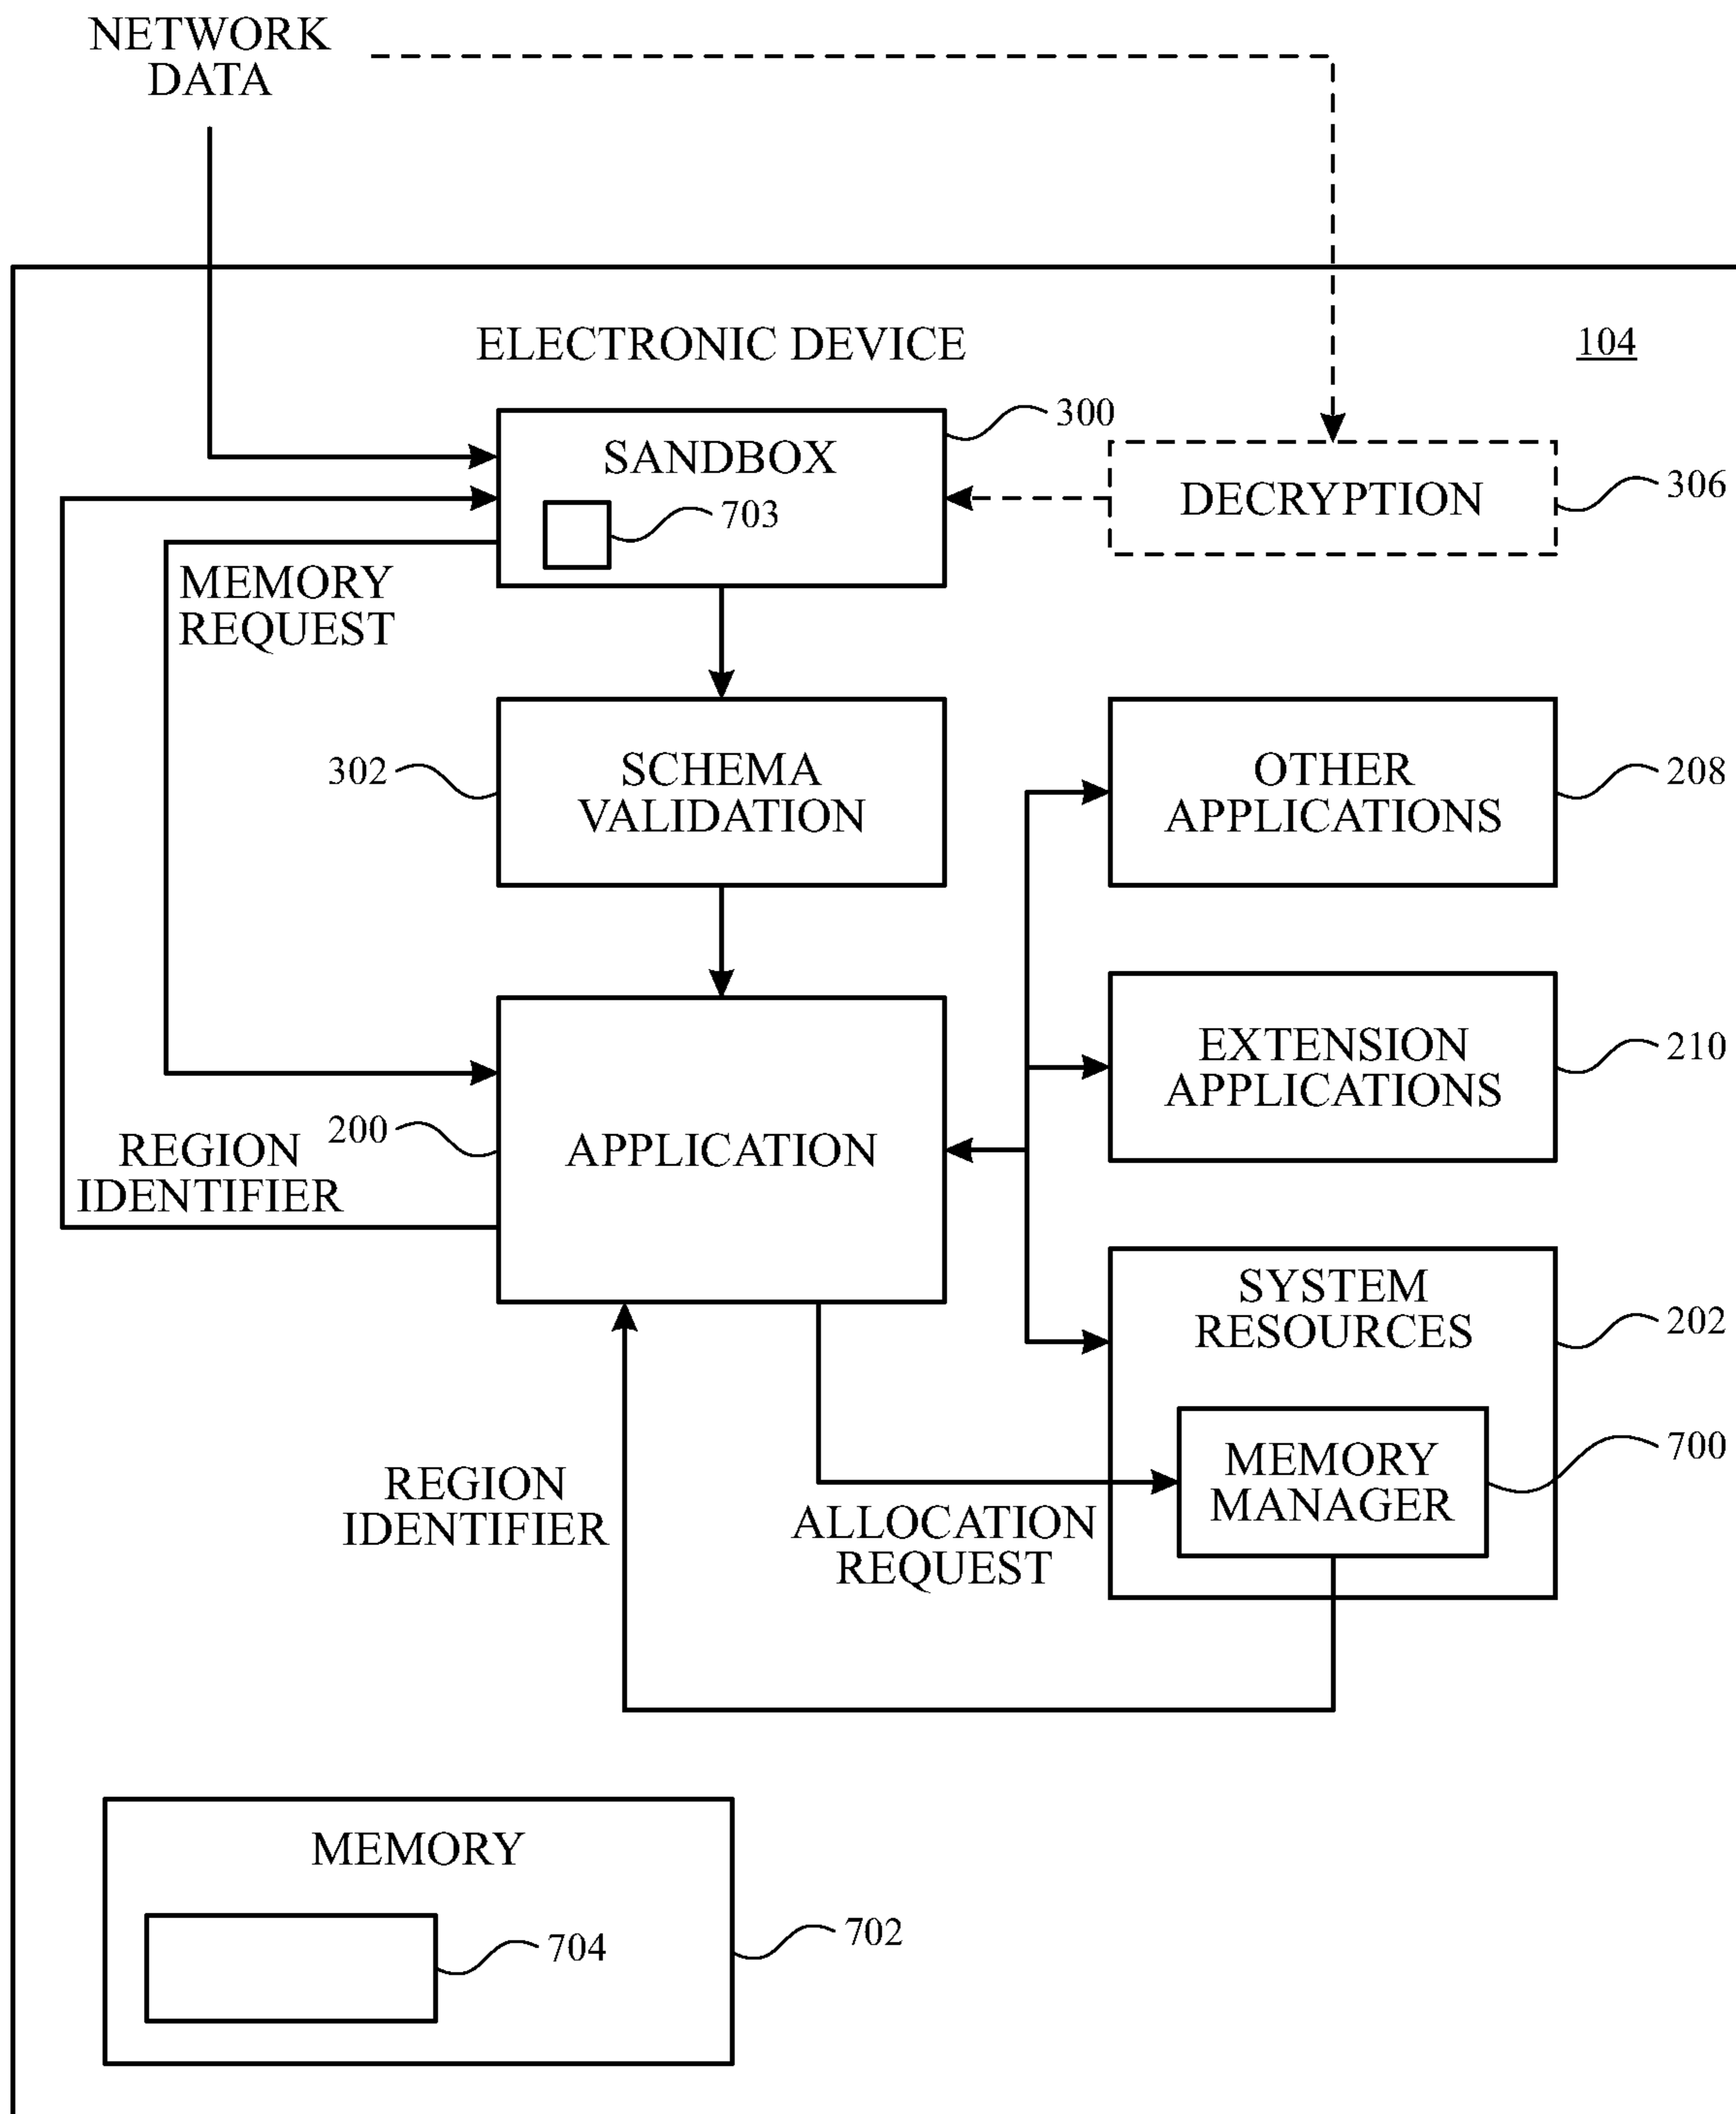 NETWORK
DATA
ELECTRONIC DEVICE
104
300
SANDBOX
703
DECRYPTION
306
MEMORY
REQUEST
302
SCHEMA
VALIDATION
OTHER
APPLICATIONS
208
EXTENSION
APPLICATIONS
210
200
APPLICATION
REGION
IDENTIFIER
SYSTEM
RESOURCES
202
MEMORY
MANAGER
700
REGION
IDENTIFIER
ALLOCATION
REQUEST
MEMORY
702
704